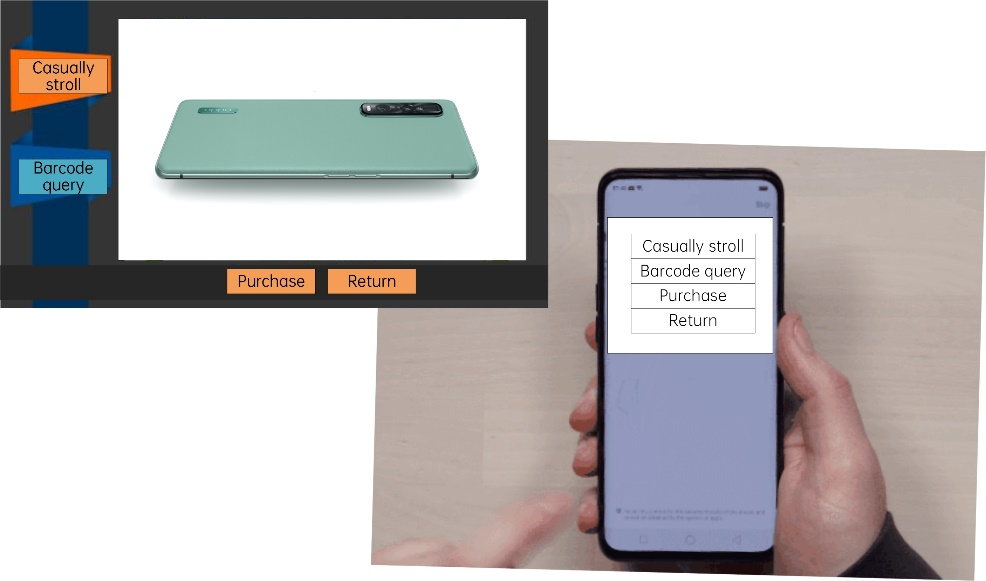 Casually
stroll
Barcode
query
Purchase
Return
Casually stroll
Barcode query
Purchase
Return